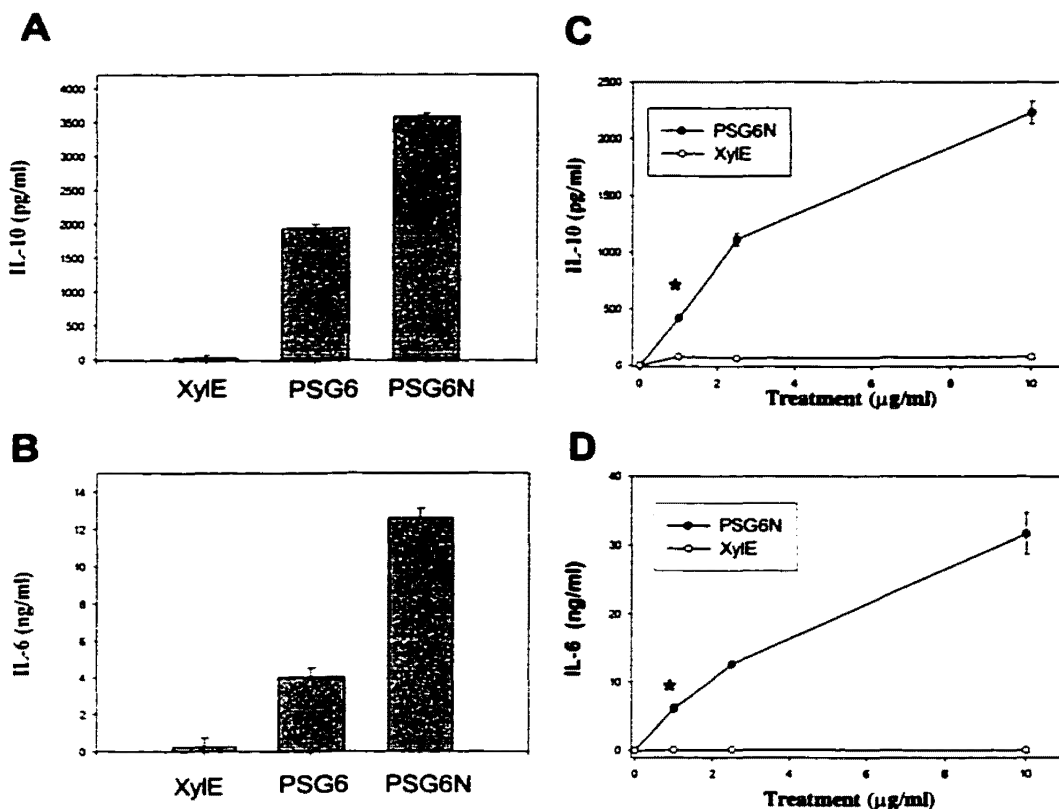 A
IL-10 (pg/ml)
4000
3500
3000
2500
2000
1500
1000
500
0
XylE PSG6 PSG6N
B
IL-6 (ng/ml)
14
12
10
8
6
4
2
0
XylE PSG6 PSG6N
C
IL-10 (pg/ml)
2500
2000
1500
1000
500
0
PSG6N
XylE
0 2 4 6 8 10
Treatment (µg/ml)
D
IL-6 (ng/ml)
40
30
20
10
0
PSG6N
XylE
0 2 4 6 8 10
Treatment (µg/ml)